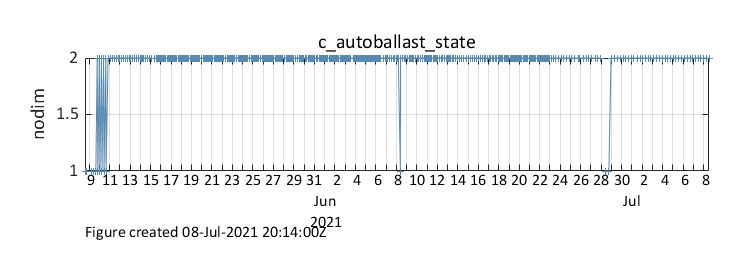 c_autoballast_state
2
1.5
1
nodim
9 11 13 15 17 19 21 23 25 27 29 31 2 4 6 8 10 12 14 16 18 20 22 24 26 28 30 2 4 6 8
Jun Jul
2021
Figure created 08-Jul-2021 20:14:00Z